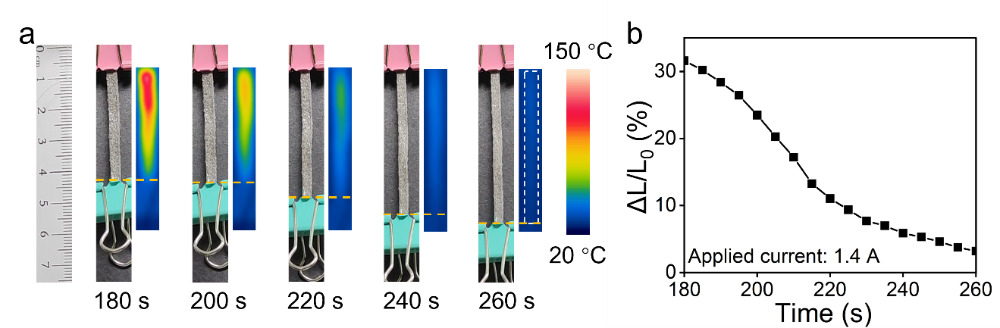 a
0
cm
1
2
3
4
5
6
7
180 s
200 s
220 s
240 s
260 s
150 °C
20 °C
b
ΔL/L₀ (%)
30
20
10
0
Applied current: 1.4 A
180
200
220
240
260
Time (s)